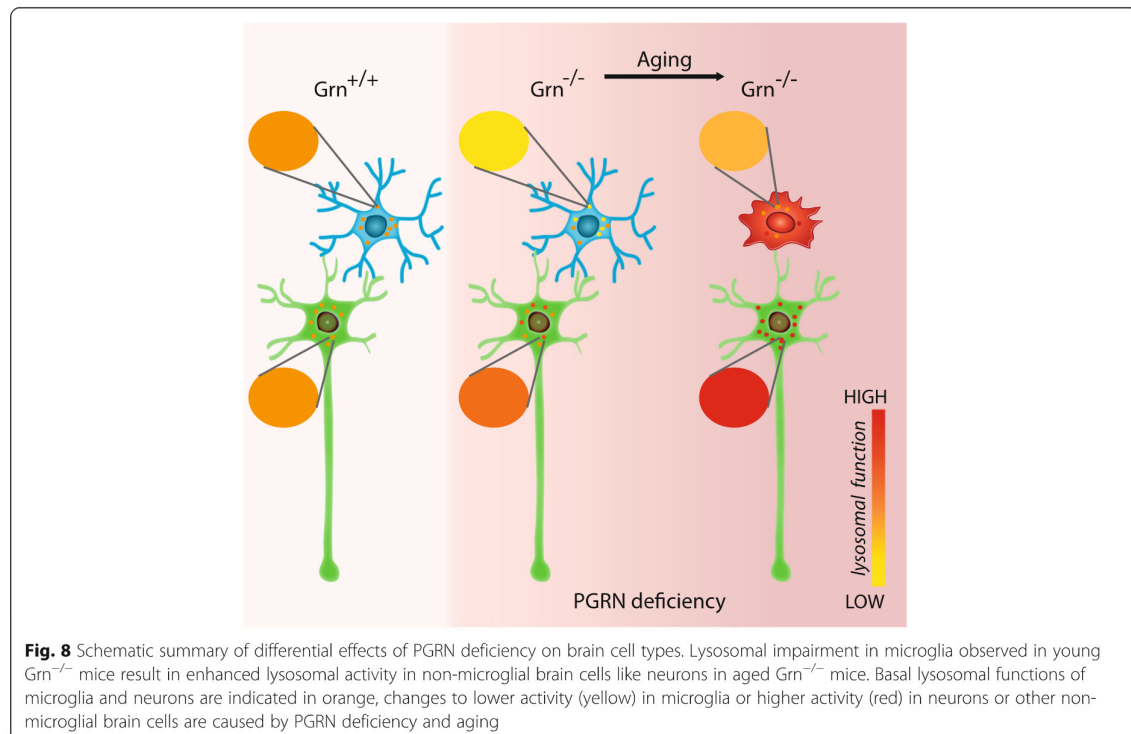 Aging
Grn+/+
Grn-/-
Grn-/-
HIGH
lysosomal function
LOW
PGRN deficiency
Fig. 8 Schematic summary of differential effects of PGRN deficiency on brain cell types. Lysosomal impairment in microglia observed in young
Grn−/− mice result in enhanced lysosomal activity in non-microglial brain cells like neurons in aged Grn−/− mice. Basal lysosomal functions of
microglia and neurons are indicated in orange, changes to lower activity (yellow) in microglia or higher activity (red) in neurons or other non-
microglial brain cells are caused by PGRN deficiency and aging